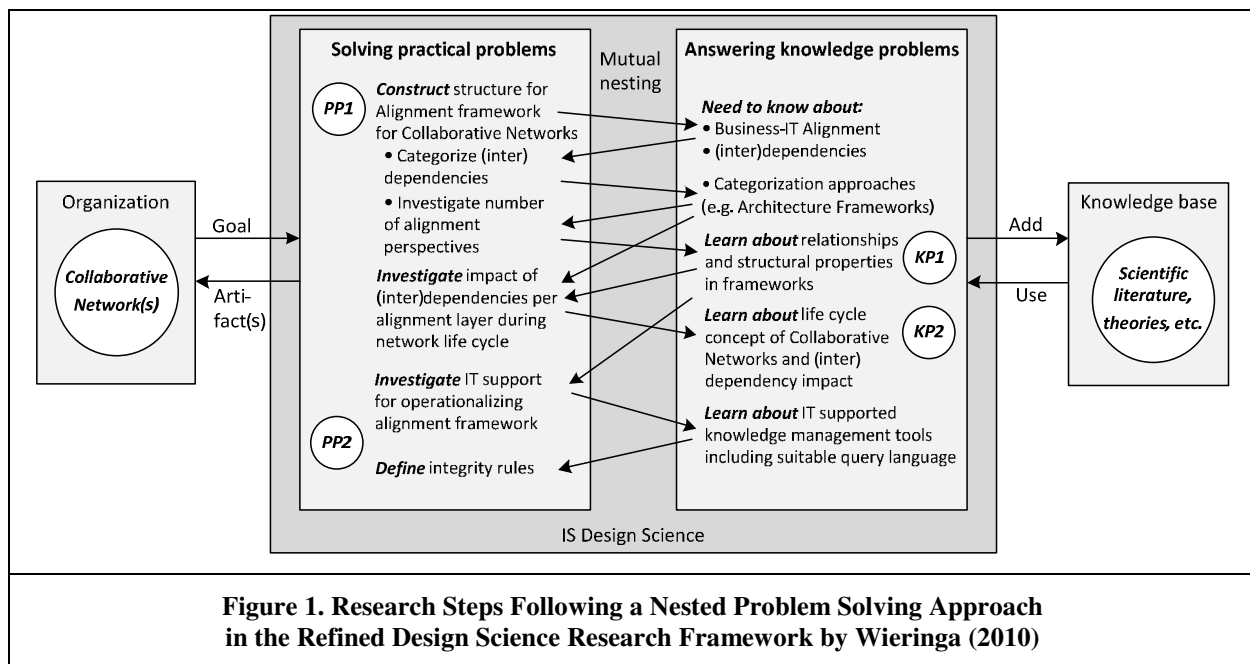 Organization
Collaborative
Network(s)
Goal
Arti-
fact(s)
Solving practical problems
PP1
Construct structure for
Alignment framework
for Collaborative Networks
• Categorize (inter)
dependencies
• Investigate number
of alignment
perspectives
Investigate impact of
(inter)dependencies per
alignment layer during
network life cycle
Investigate IT support
for operationalizing
alignment framework
PP2
Define integrity rules
Mutual
nesting
Answering knowledge problems
Need to know about:
• Business-IT Alignment
• (inter)dependencies
• Categorization approaches
(e.g. Architecture Frameworks)
Learn about relationships
and structural properties
in frameworks
KP1
Learn about life cycle
concept of Collaborative
Networks and (inter)
dependency impact
KP2
Learn about IT supported
knowledge management tools
including suitable query language
IS Design Science
Add
Use
Knowledge base
Scientific
literature,
theories, etc.
Figure 1. Research Steps Following a Nested Problem Solving Approach
in the Refined Design Science Research Framework by Wieringa (2010)